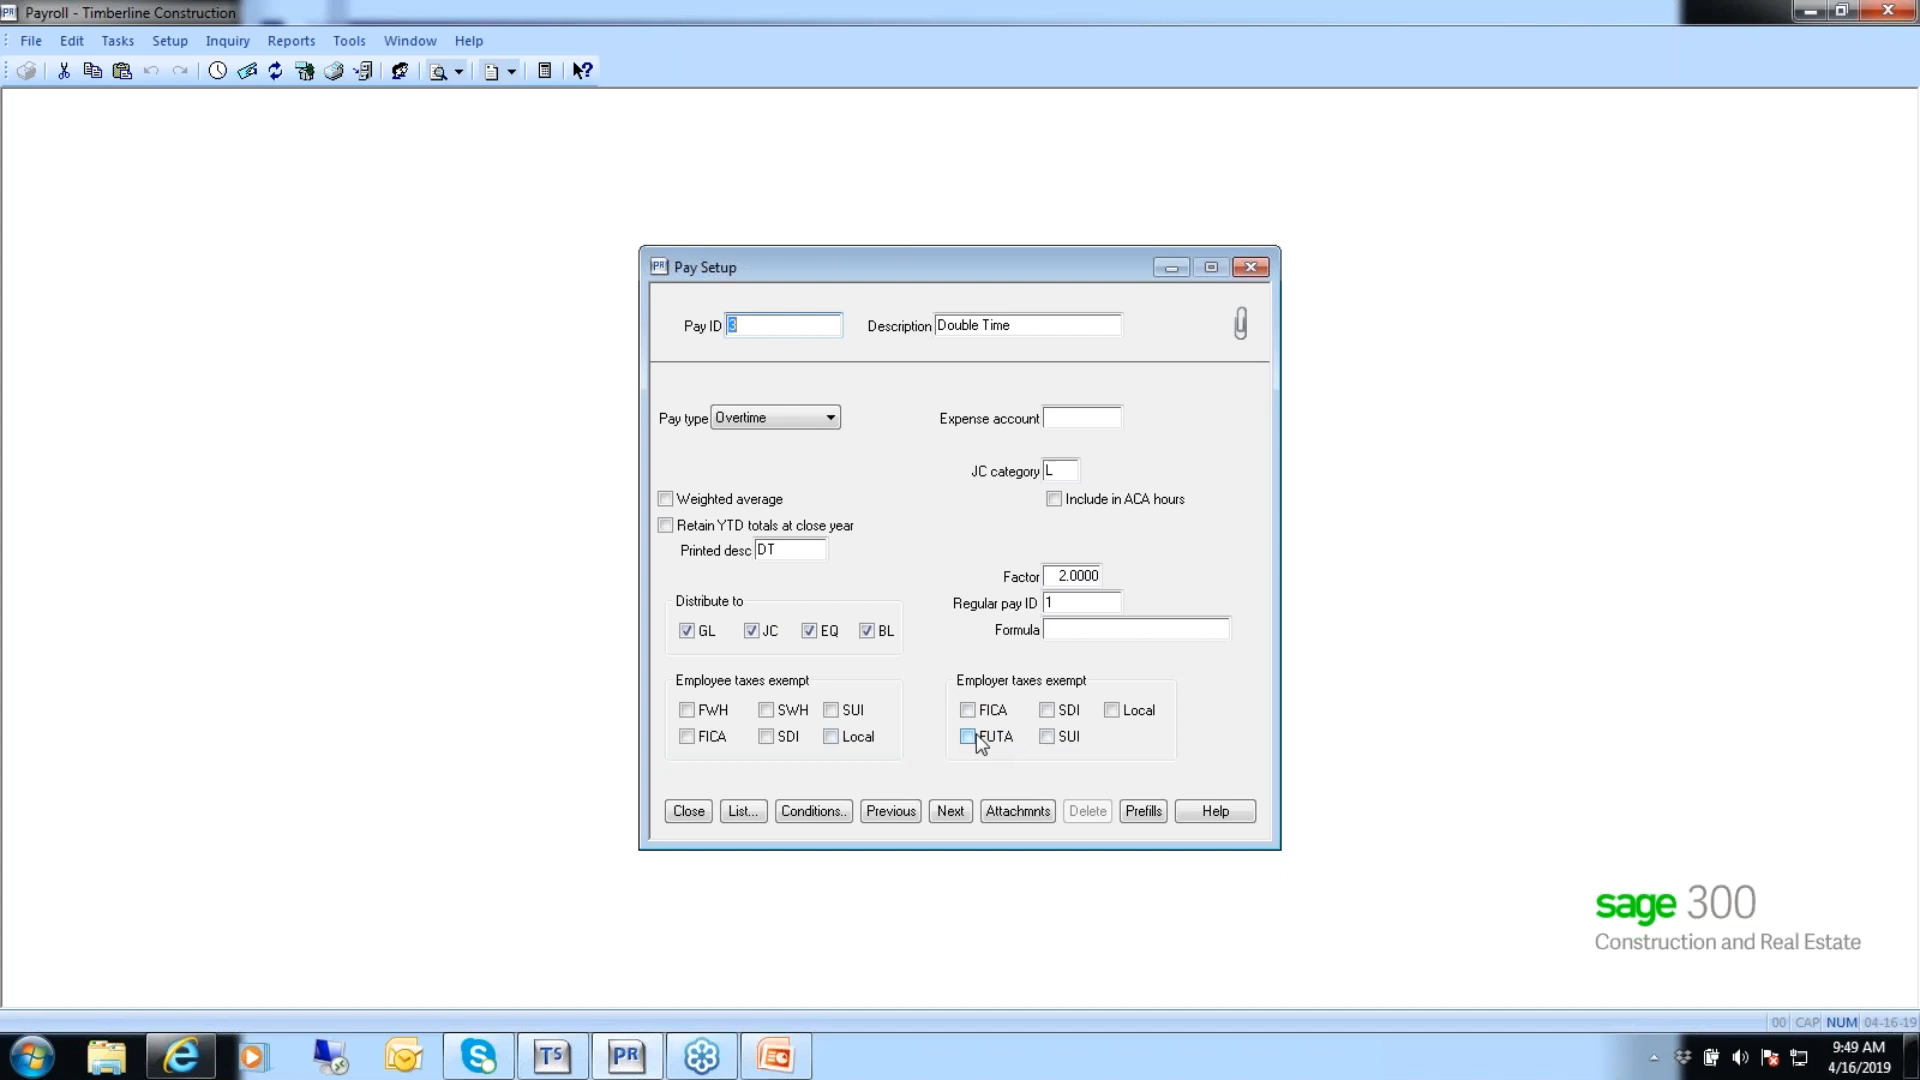 PR Payroll - Timberline Construction
File Edit Tasks Setup Inquiry Reports Tools Window Help
PR Pay Setup
Pay ID 3 Description Double Time
Pay type Overtime Expense account
JC category L
Weighted average Include in ACA hours
Retain YTD totals at close year
Printed desc DT
Factor 2.0000
Distribute to Regular pay ID 1
GL JC EQ BL Formula
Employee taxes exempt Employer taxes exempt
FWH SWH SUI FICA SDI Local
FICA SDI Local FUTA SUI
Close List... Conditions.. Previous Next Attachmnts Delete Prefills Help
sage 300
Construction and Real Estate
00 CAP NUM 04-16-19
TS PR
9:49 AM
4/16/2019